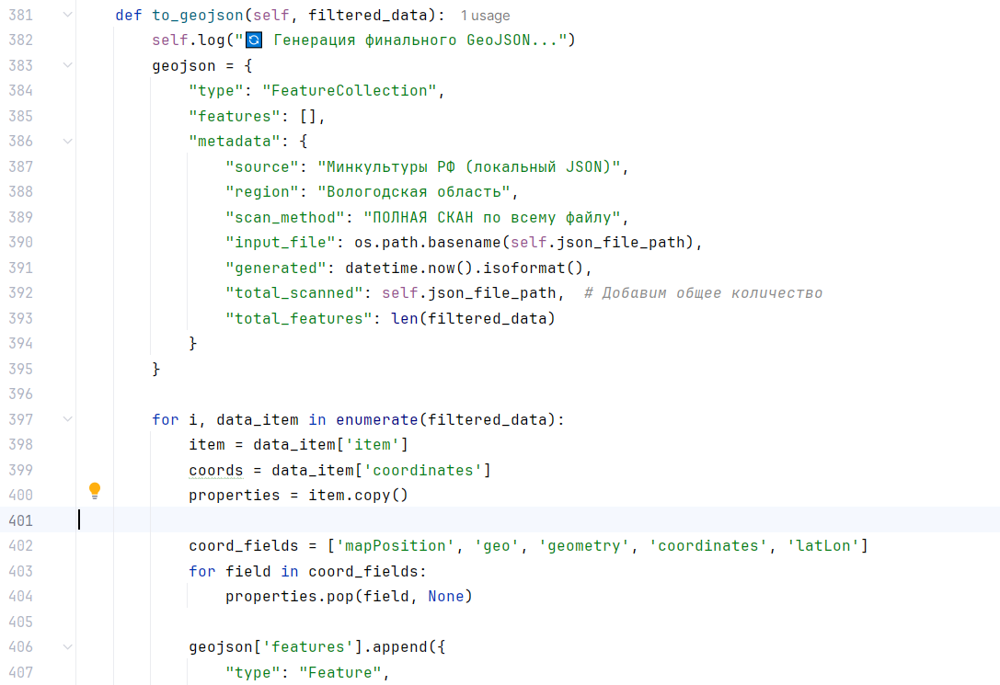 381 def to_geojson(self, filtered_data): 1 usage
382 self.log("🔄 Генерация финального GeoJSON...")
383 geojson = {
384 "type": "FeatureCollection",
385 "features": [],
386 "metadata": {
387 "source": "Минкультуры РФ (локальный JSON)",
388 "region": "Вологодская область",
389 "scan_method": "ПОЛНАЯ СКАН по всему файлу",
390 "input_file": os.path.basename(self.json_file_path),
391 "generated": datetime.now().isoformat(),
392 "total_scanned": self.json_file_path, # Добавим общее количество
393 "total_features": len(filtered_data)
394 }
395 }
396
397 for i, data_item in enumerate(filtered_data):
398 item = data_item['item']
399 coords = data_item['coordinates']
400 properties = item.copy()
401
402 coord_fields = ['mapPosition', 'geo', 'geometry', 'coordinates', 'latLon']
403 for field in coord_fields:
404 properties.pop(field, None)
405
406 geojson['features'].append({
407 "type": "Feature",